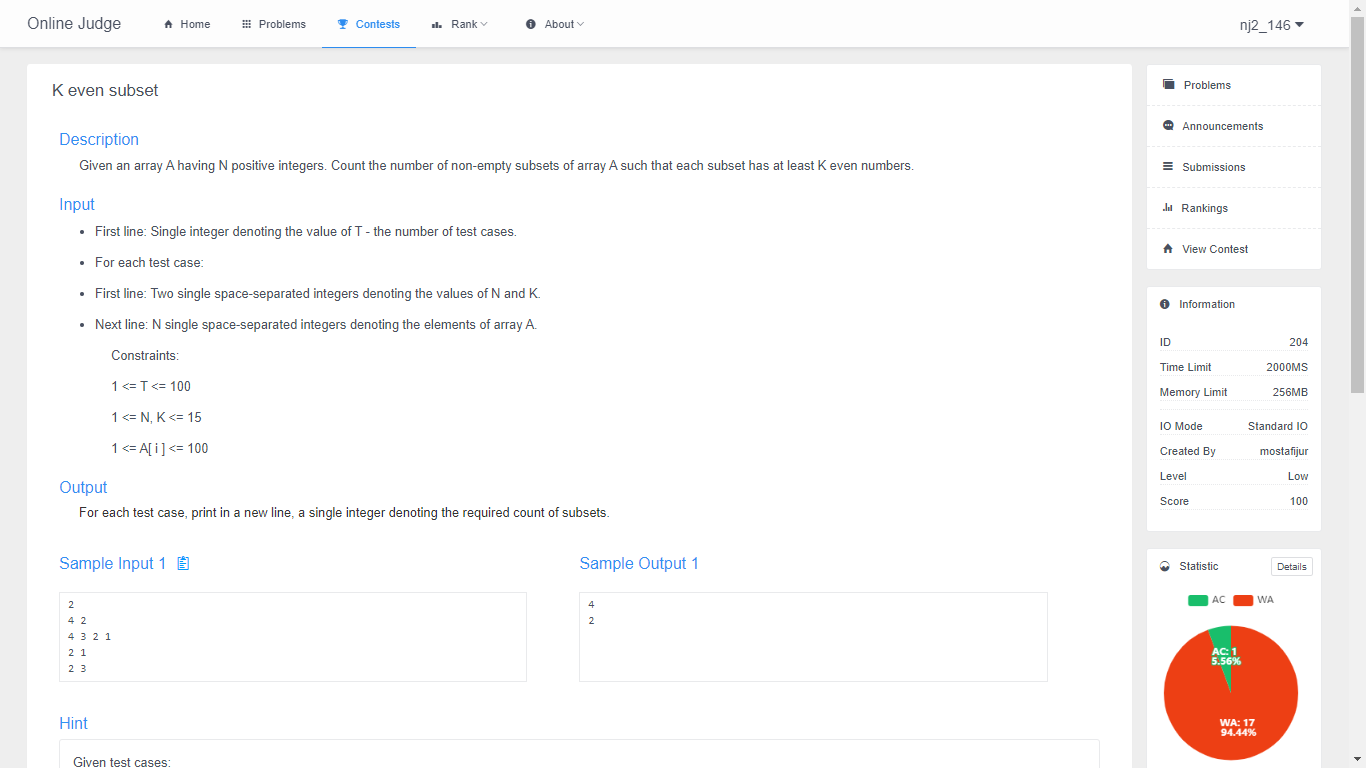 Online Judge
Home
Problems
Contests
Rank
About
nj2_146
K even subset
Description
Given an array A having N positive integers. Count the number of non-empty subsets of array A such that each subset has at least K even numbers.
Input
• First line: Single integer denoting the value of T - the number of test cases.
• For each test case:
• First line: Two single space-separated integers denoting the values of N and K.
• Next line: N single space-separated integers denoting the elements of array A.
Constraints:
1 <= T <= 100
1 <= N, K <= 15
1 <= A[ i ] <= 100
Output
For each test case, print in a new line, a single integer denoting the required count of subsets.
Sample Input 1
2
4 2
4 3 2 1
2 1
2 3
Sample Output 1
4
2
Hint
Given test cases:
Problems
Announcements
Submissions
Rankings
View Contest
Information
ID 204
Time Limit 2000MS
Memory Limit 256MB
IO Mode Standard IO
Created By mostafijur
Level Low
Score 100
Statistic Details
AC WA
AC: 1
5.56%
WA: 17
94.44%